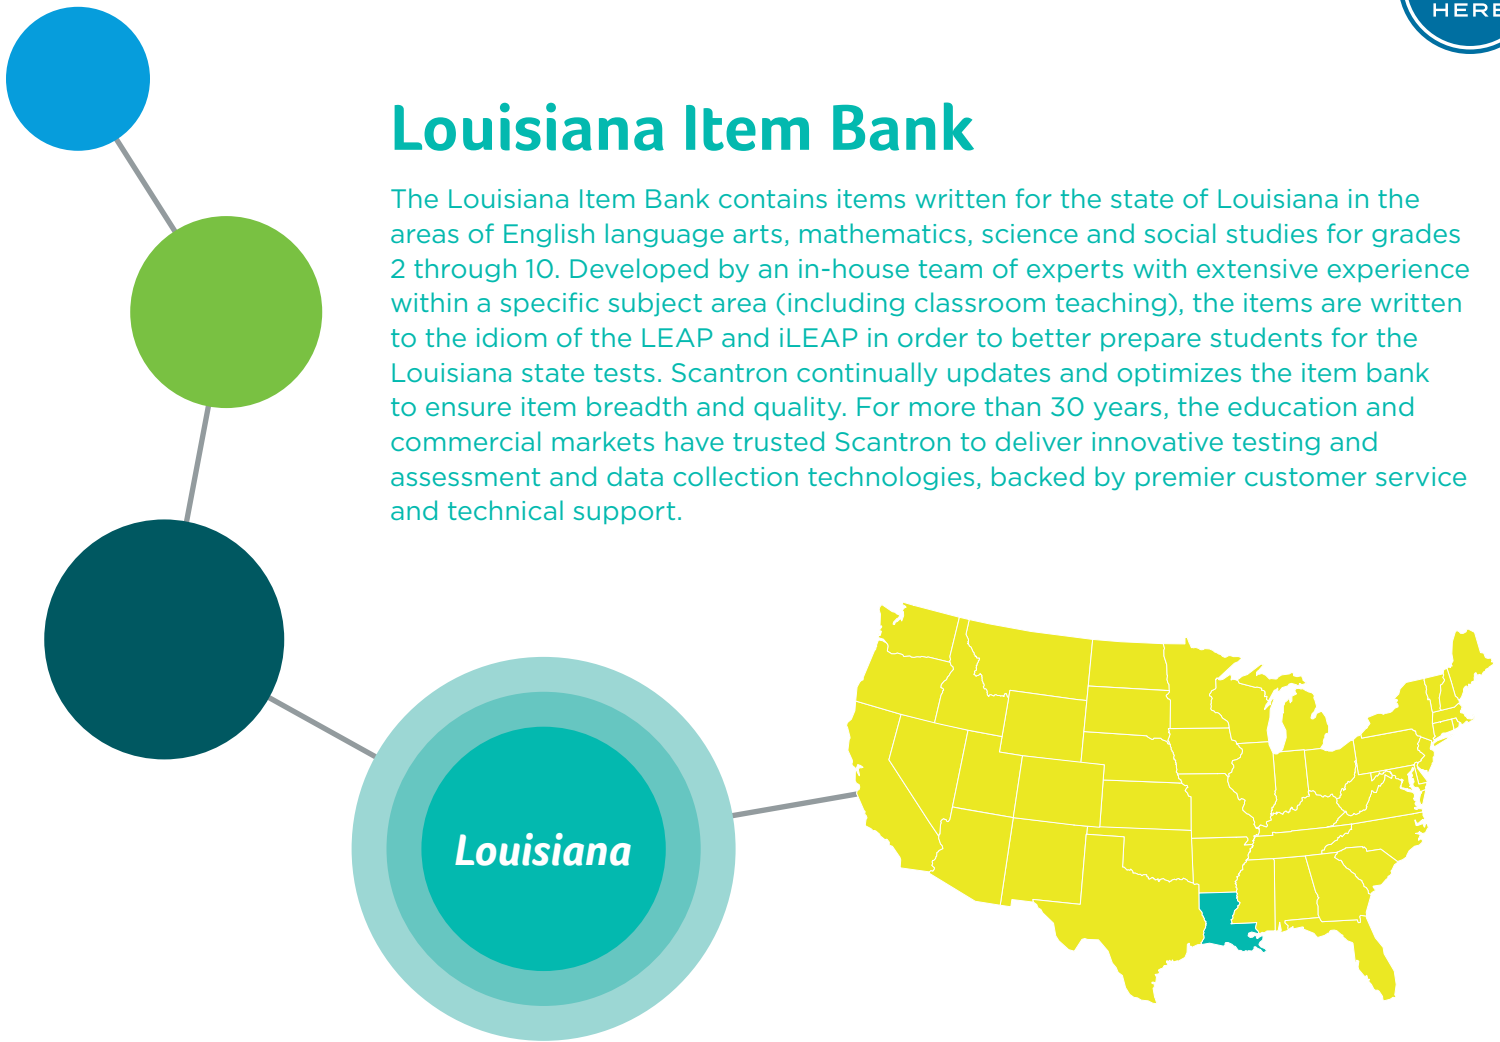 HERE
Louisiana Item Bank
The Louisiana Item Bank contains items written for the state of Louisiana in the
areas of English language arts, mathematics, science and social studies for grades
2 through 10. Developed by an in-house team of experts with extensive experience
within a specific subject area (including classroom teaching), the items are written
to the idiom of the LEAP and iLEAP in order to better prepare students for the
Louisiana state tests. Scantron continually updates and optimizes the item bank
to ensure item breadth and quality. For more than 30 years, the education and
commercial markets have trusted Scantron to deliver innovative testing and
assessment and data collection technologies, backed by premier customer service
and technical support.
Louisiana